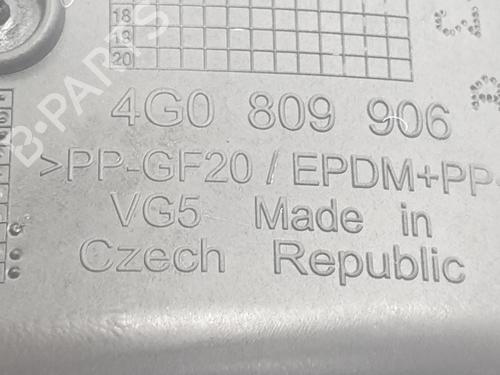 18
19
20
4G0 809 906
>PP-GF20 / EPDM+PP
VG5 Made in
Czech Republic
B-PARTS